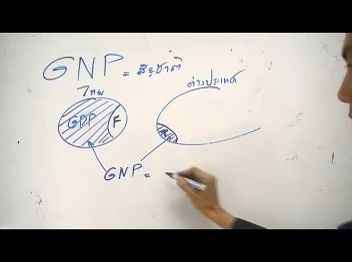 GNP = สัญชาติ
ไทย ต่างประเทศ
GDP F
GNP =